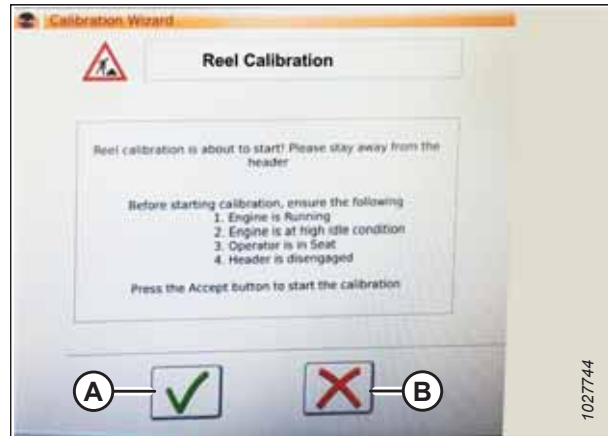 Calibration Wizard
Reel Calibration
Reel calibration is about to start! Please stay away from the
header
Before starting calibration, ensure the following
1. Engine is Running
2. Engine is at high idle condition
3. Operator is in Seat
4. Header is disengaged
Press the Accept button to start the calibration
A
B
1027744